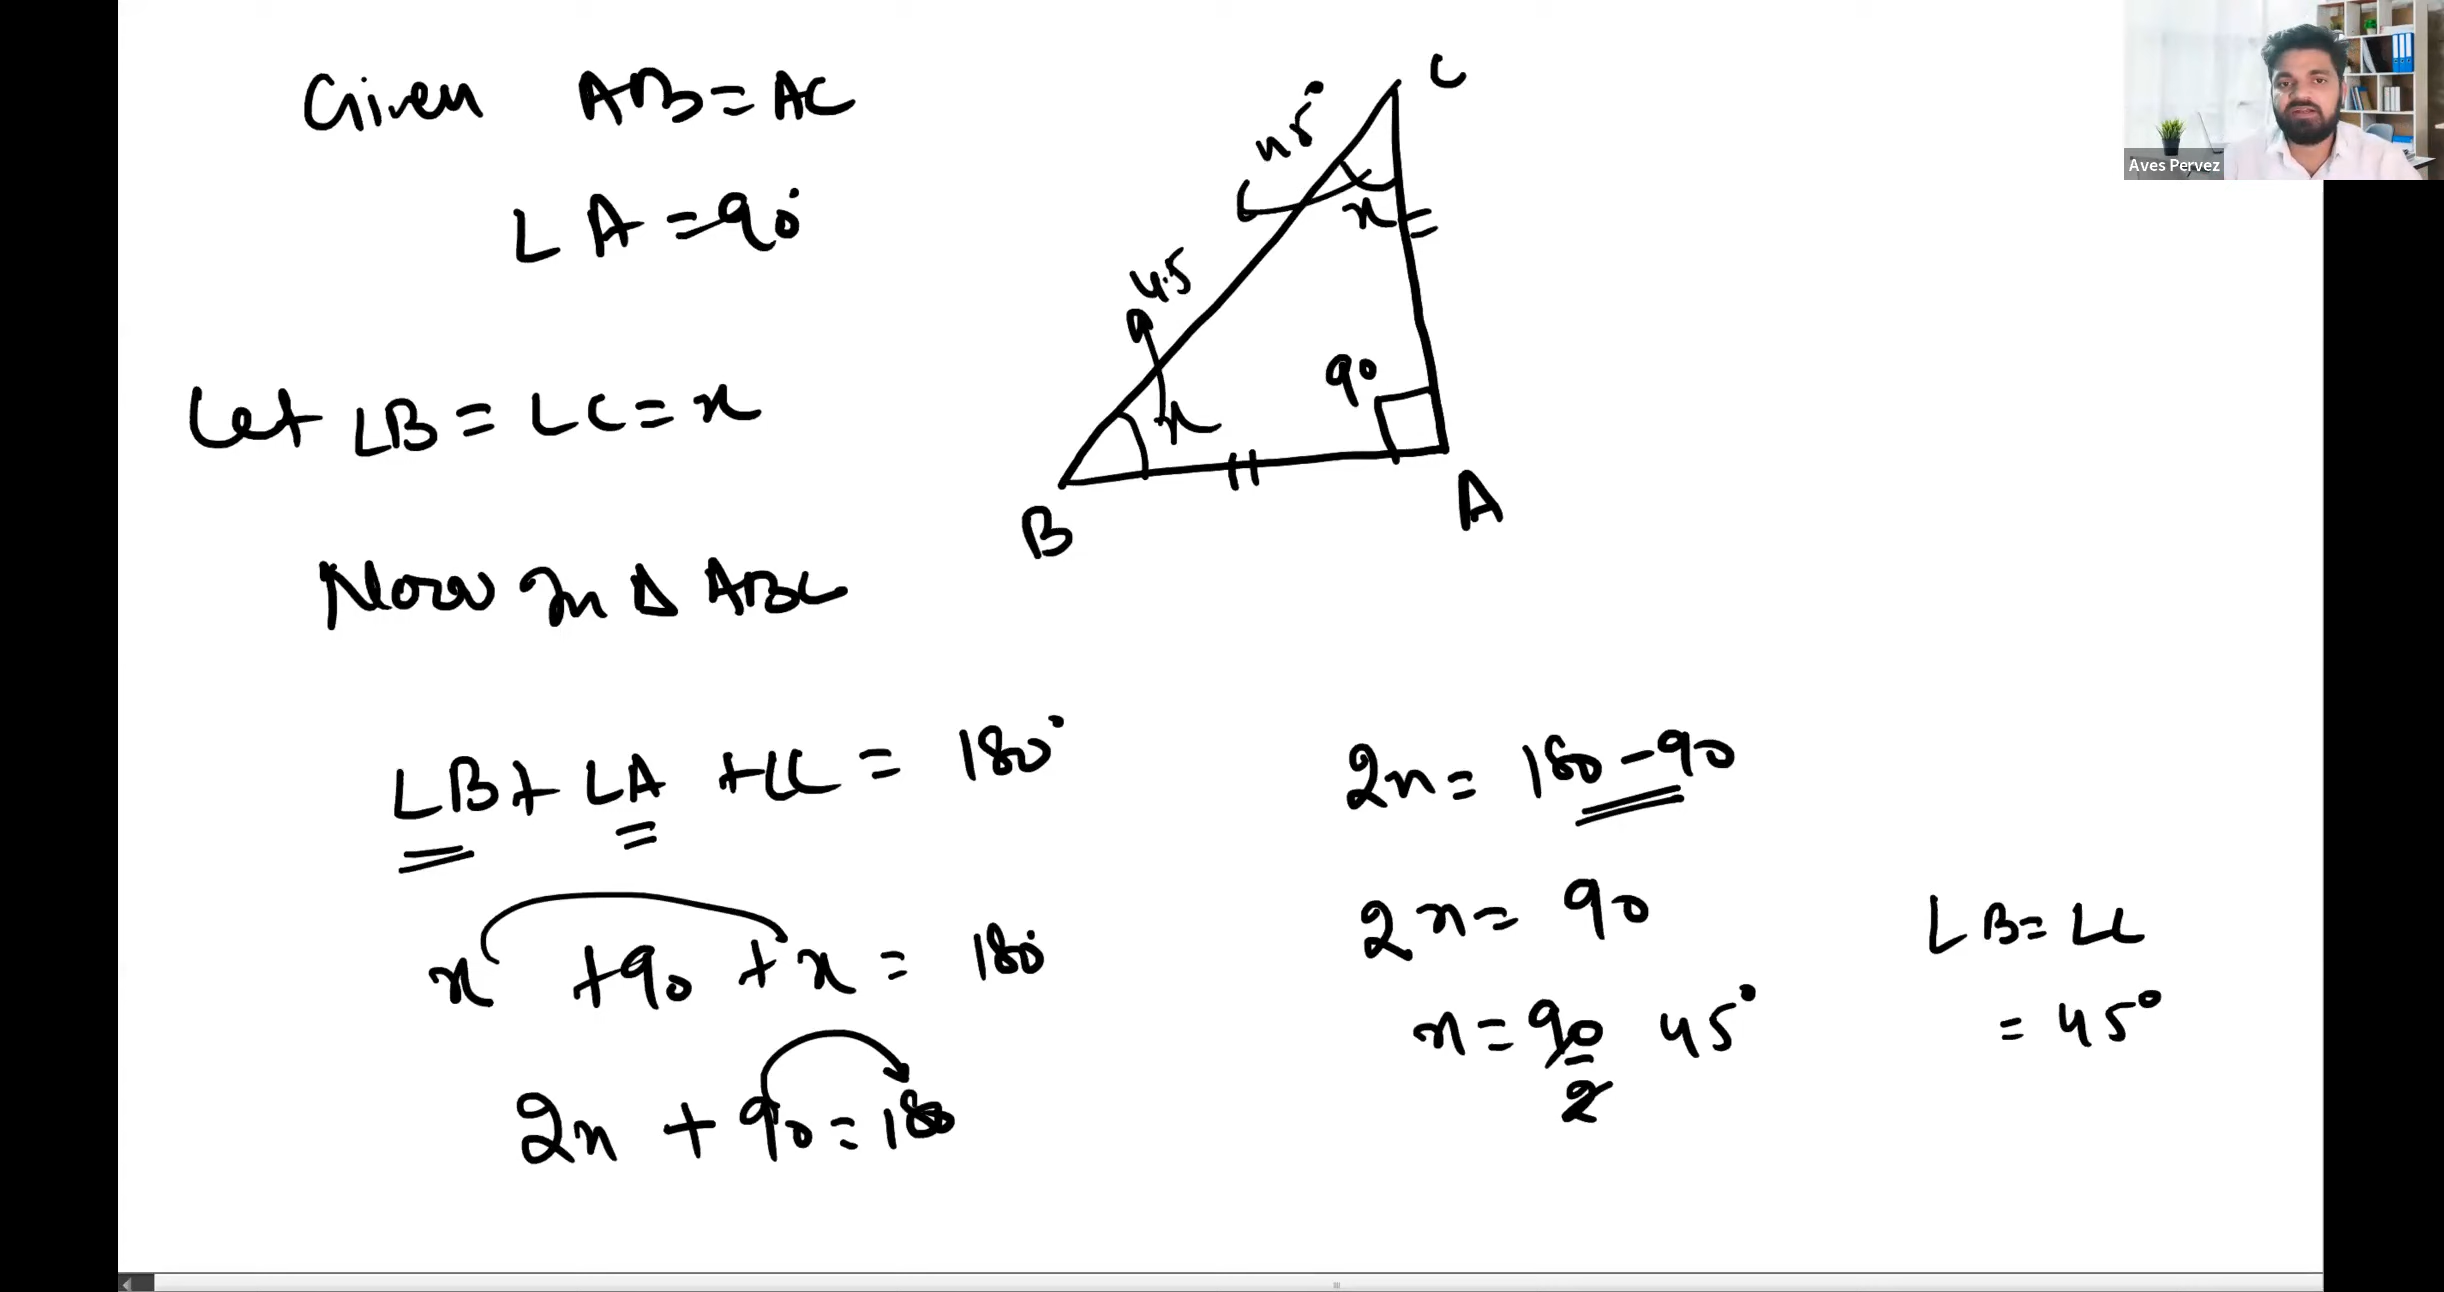 Given AB = AC
∠A = 90°
Let ∠B = ∠C = x
Now In Δ ABC
∠B + ∠A + ∠C = 180°
x + 90 + x = 180
2x + 90 = 180
C
45°
x
45
x
90
B
A
2x = 180 - 90
2x = 90
x = 90/2 45°
∠B = ∠C
= 45°
Aves Pervez